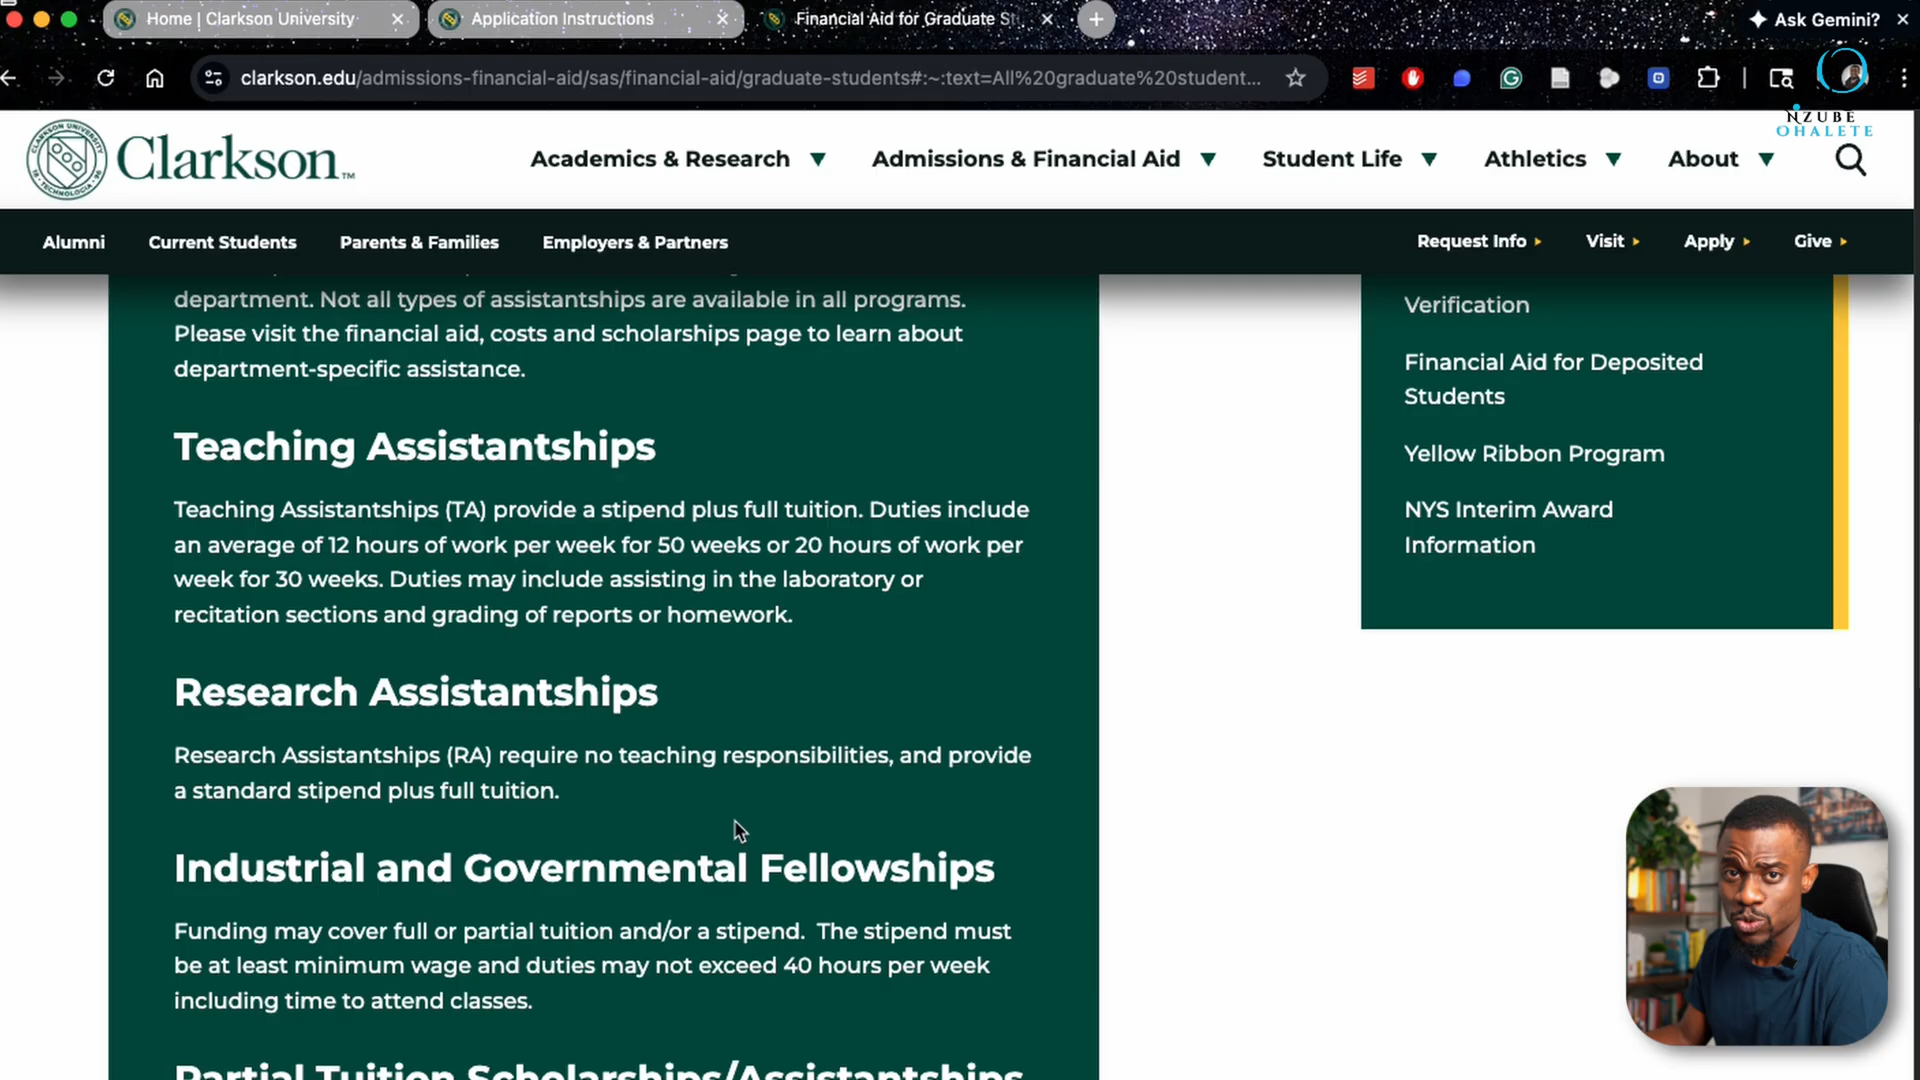 Home | Clarkson University
Application Instructions
Financial Aid for Graduate St
Ask Gemini?
clarkson.edu/admissions-financial-aid/sas/financial-aid/graduate-students#:~:text=All%20graduate%20student...
NZUBE
OHALETE
Clarkson™
Academics & Research
Admissions & Financial Aid
Student Life
Athletics
About
Alumni
Current Students
Parents & Families
Employers & Partners
Request Info
Visit
Apply
Give
department. Not all types of assistantships are available in all programs.
Please visit the financial aid, costs and scholarships page to learn about
department-specific assistance.
Teaching Assistantships
Teaching Assistantships (TA) provide a stipend plus full tuition. Duties include
an average of 12 hours of work per week for 50 weeks or 20 hours of work per
week for 30 weeks. Duties may include assisting in the laboratory or
recitation sections and grading of reports or homework.
Research Assistantships
Research Assistantships (RA) require no teaching responsibilities, and provide
a standard stipend plus full tuition.
Industrial and Governmental Fellowships
Funding may cover full or partial tuition and/or a stipend.  The stipend must
be at least minimum wage and duties may not exceed 40 hours per week
including time to attend classes.
Partial Tuition Scholarships/Assistantships
Verification
Financial Aid for Deposited
Students
Yellow Ribbon Program
NYS Interim Award
Information